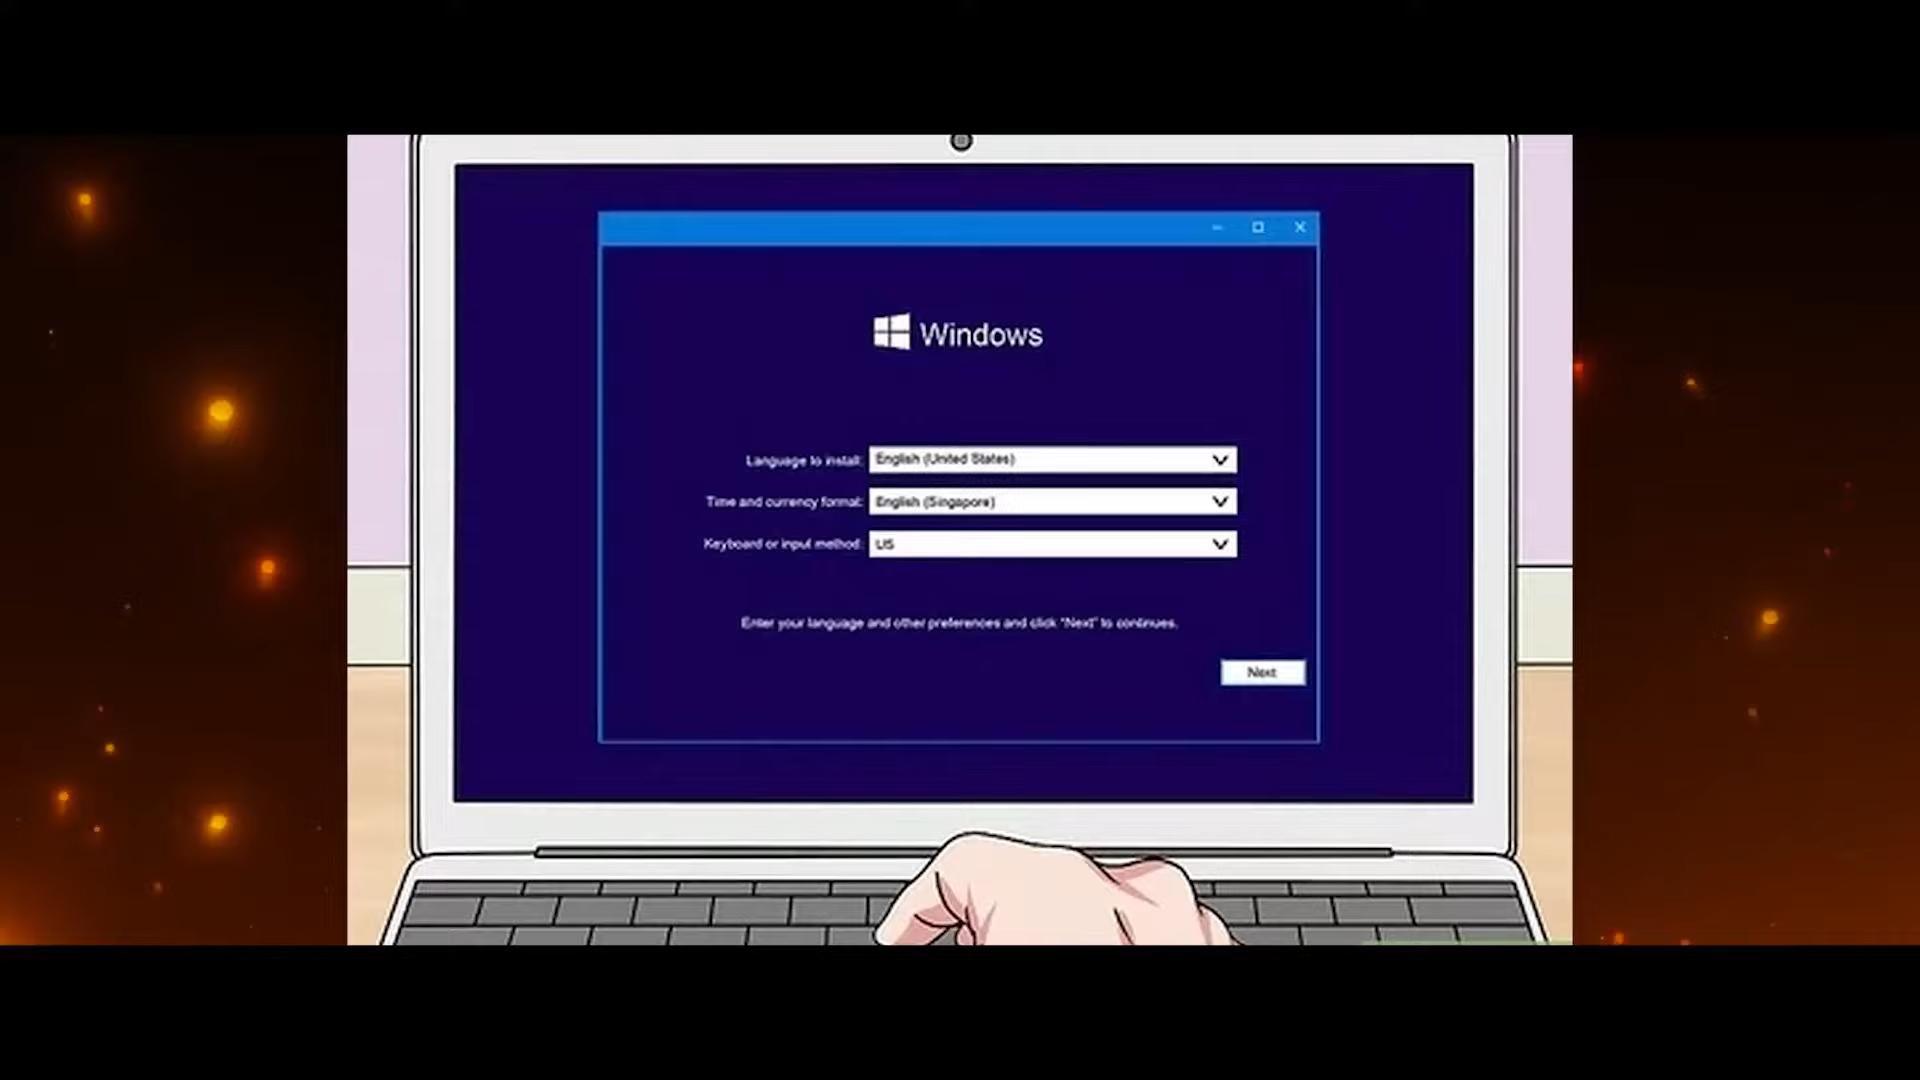 Windows
Language to install: English (United States)
Time and currency format: English (Singapore)
Keyboard or input method: US
Enter your language and other preferences and click "Next" to continues.
Next